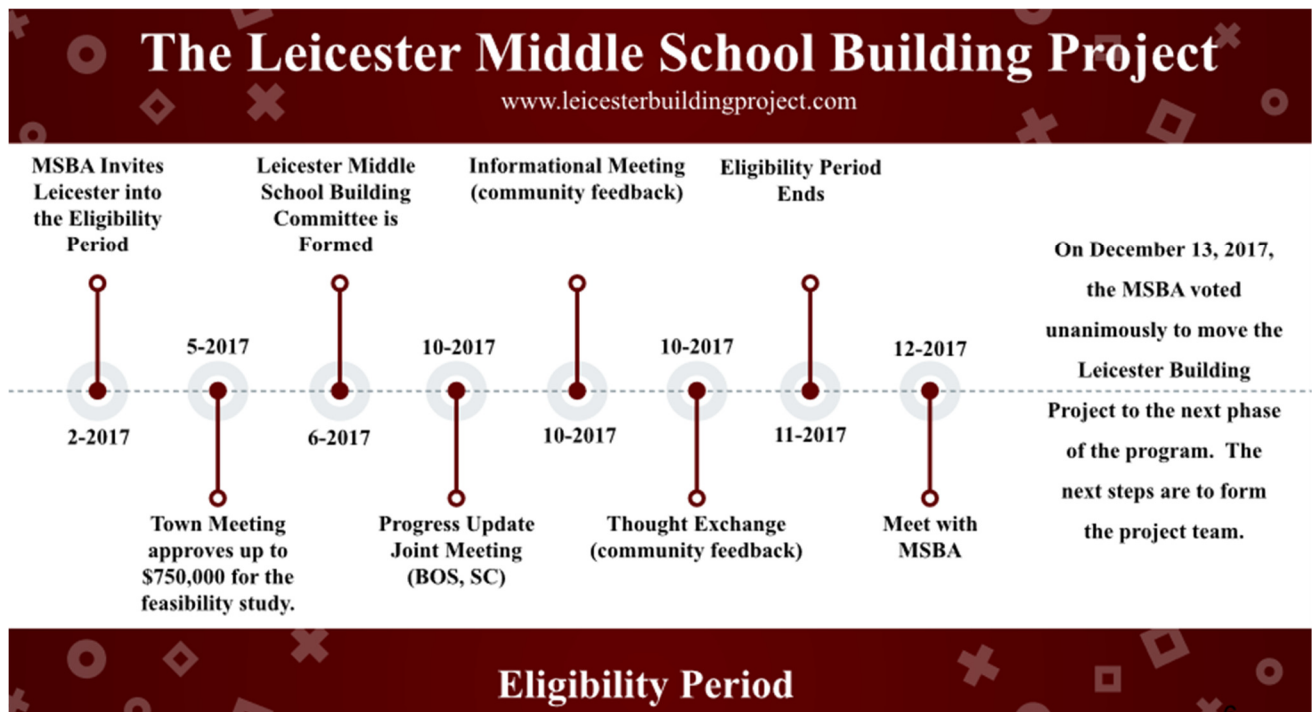 The Leicester Middle School Building Project
www.leicesterbuildingproject.com
MSBA Invites
Leicester into
the Eligibility
Period
2-2017
5-2017
Town Meeting
approves up to
$750,000 for the
feasibility study.
Leicester Middle
School Building
Committee is
Formed
6-2017
10-2017
Progress Update
Joint Meeting
(BOS, SC)
Informational Meeting
(community feedback)
10-2017
10-2017
Thought Exchange
(community feedback)
Eligibility Period
Ends
11-2017
12-2017
Meet with
MSBA
On December 13, 2017,
the MSBA voted
unanimously to move the
Leicester Building
Project to the next phase
of the program.  The
next steps are to form
the project team.
Eligibility Period